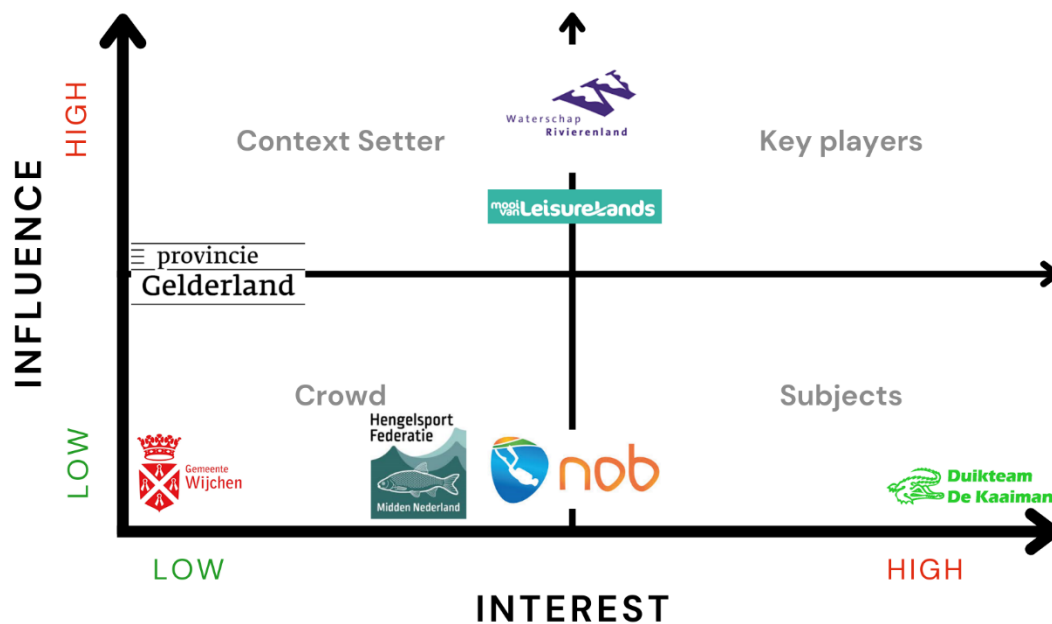 HIGH
INFLUENCE
LOW
Context Setter
Key players
Waterschap
Rivierenland
mooi
van LeisureLands
provincie
Gelderland
Crowd
Subjects
Gemeente
Wijchen
Hengelsport
Federatie
Midden Nederland
nob
Duikteam
De Kaaiman
LOW
HIGH
INTEREST